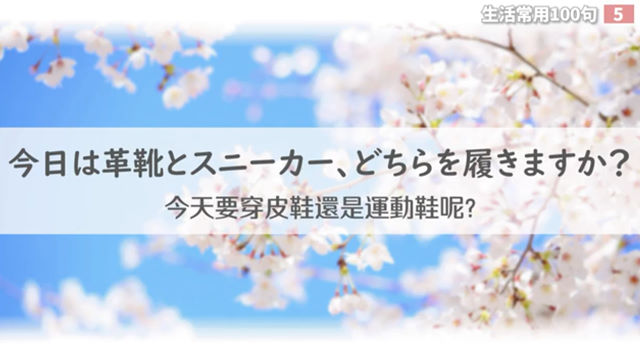 生活常用100句 5
今日は革靴とスニーカー、どちらを履きますか?
今天要穿皮鞋還是運動鞋呢?